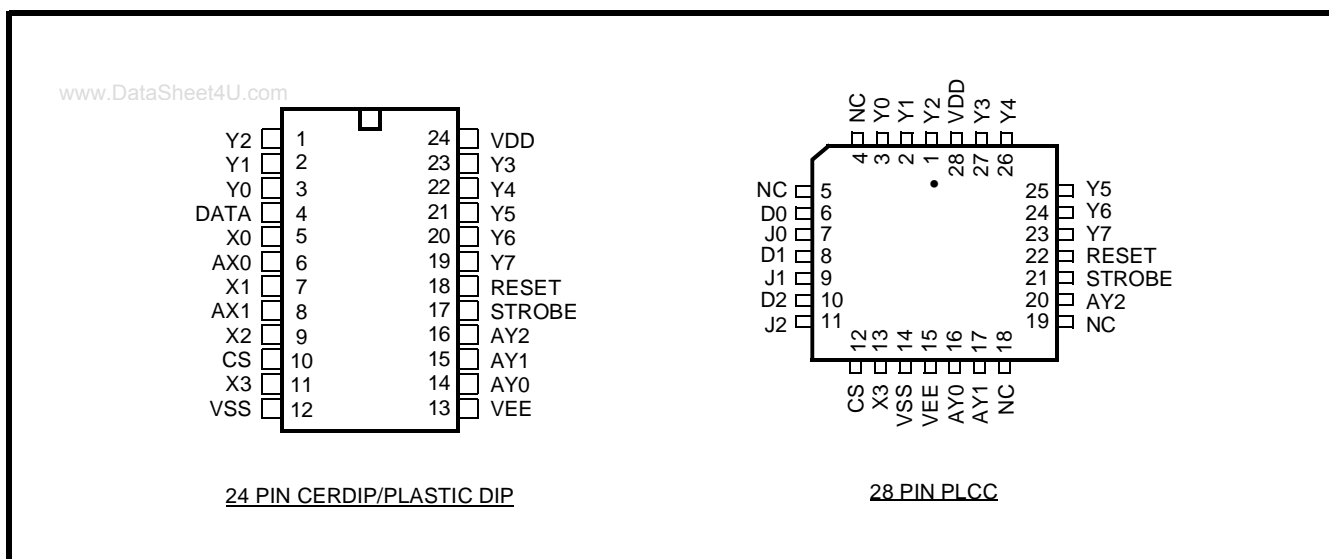 www.DataSheet4U.com
Y2 1 24 VDD
Y1 2 23 Y3
Y0 3 22 Y4
DATA 4 21 Y5
X0 5 20 Y6
AX0 6 19 Y7
X1 7 18 RESET
AX1 8 17 STROBE
X2 9 16 AY2
CS 10 15 AY1
X3 11 14 AY0
VSS 12 13 VEE
24 PIN CERDIP/PLASTIC DIP
NC Y0 Y1 Y2 VDD Y3 Y4
4 3 2 1 28 27 26
NC 5 25 Y5
D0 6 24 Y6
J0 7 23 Y7
D1 8 22 RESET
J1 9 21 STROBE
D2 10 20 AY2
J2 11 19 NC
12 13 14 15 16 17 18
CS X3 VSS VEE AY0 AY1 NC
28 PIN PLCC